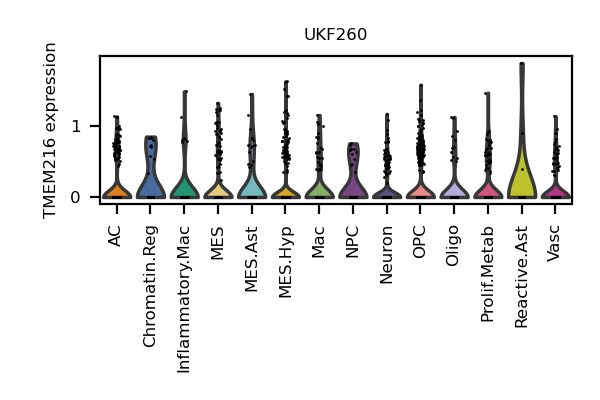 UKF260
TMEM216 expression
1
0
AC
Chromatin.Reg
Inflammatory.Mac
MES
MES.Ast
MES.Hyp
Mac
NPC
Neuron
OPC
Oligo
Prolif.Metab
Reactive.Ast
Vasc